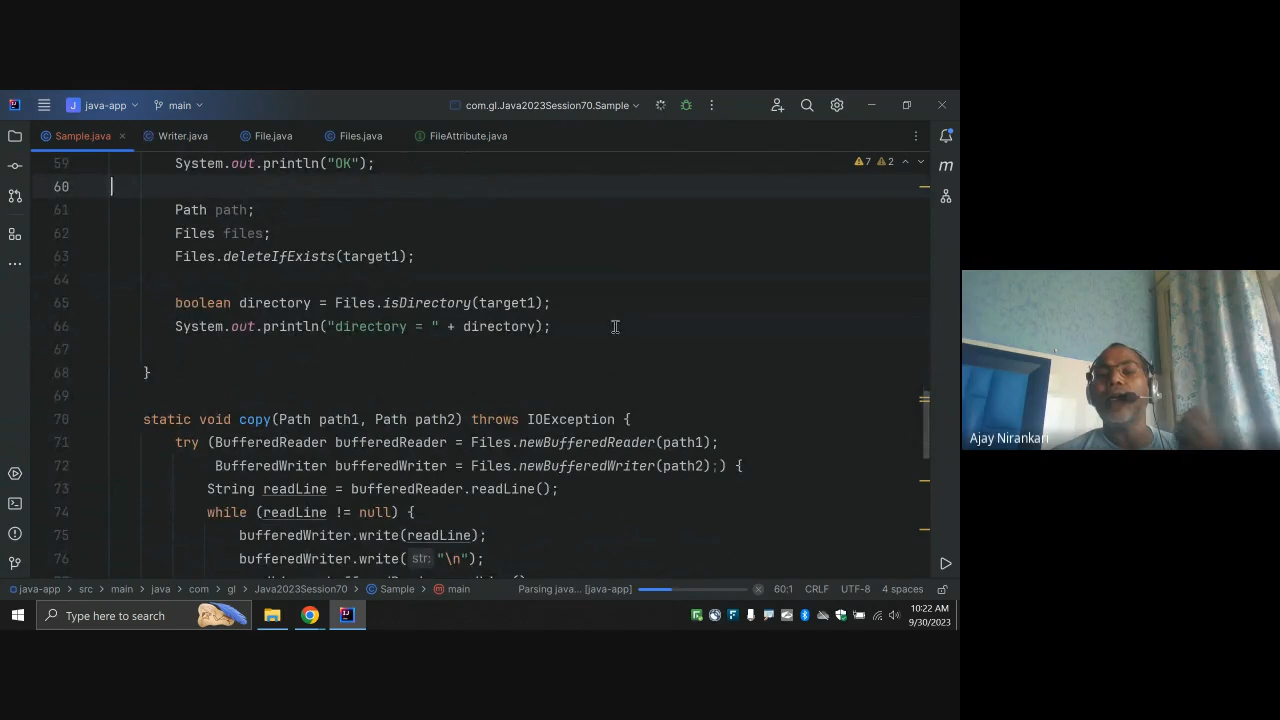 java-app main com.gl.Java2023Session70.Sample
Sample.java Writer.java File.java Files.java FileAttribute.java
59 System.out.println("OK"); 7 2
60
61 Path path;
62 Files files;
63 Files.deleteIfExists(target1);
64
65 boolean directory = Files.isDirectory(target1);
66 System.out.println("directory = " + directory);
67
68 }
69
70 static void copy(Path path1, Path path2) throws IOException {
71 try (BufferedReader bufferedReader = Files.newBufferedReader(path1);
72 BufferedWriter bufferedWriter = Files.newBufferedWriter(path2);) {
73 String readLine = bufferedReader.readLine();
74 while (readLine != null) {
75 bufferedWriter.write(readLine);
76 bufferedWriter.write( str: "\n");
java-app > src > main > java > com > gl > Java2023Session70 > Sample > main Parsing java... [java-app] 60:1 CRLF UTF-8 4 spaces
Type here to search
10:22 AM
9/30/2023
Ajay Nirankari